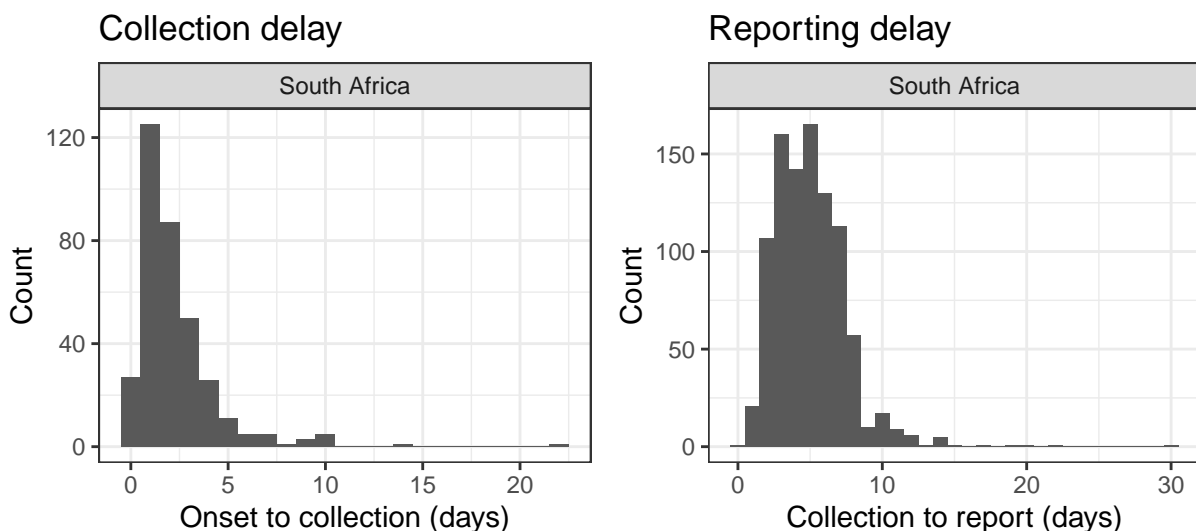 Collection delay
South Africa
120
80
40
0
Count
0 5 10 15 20
Onset to collection (days)
Reporting delay
South Africa
150
100
50
0
Count
0 10 20 30
Collection to report (days)